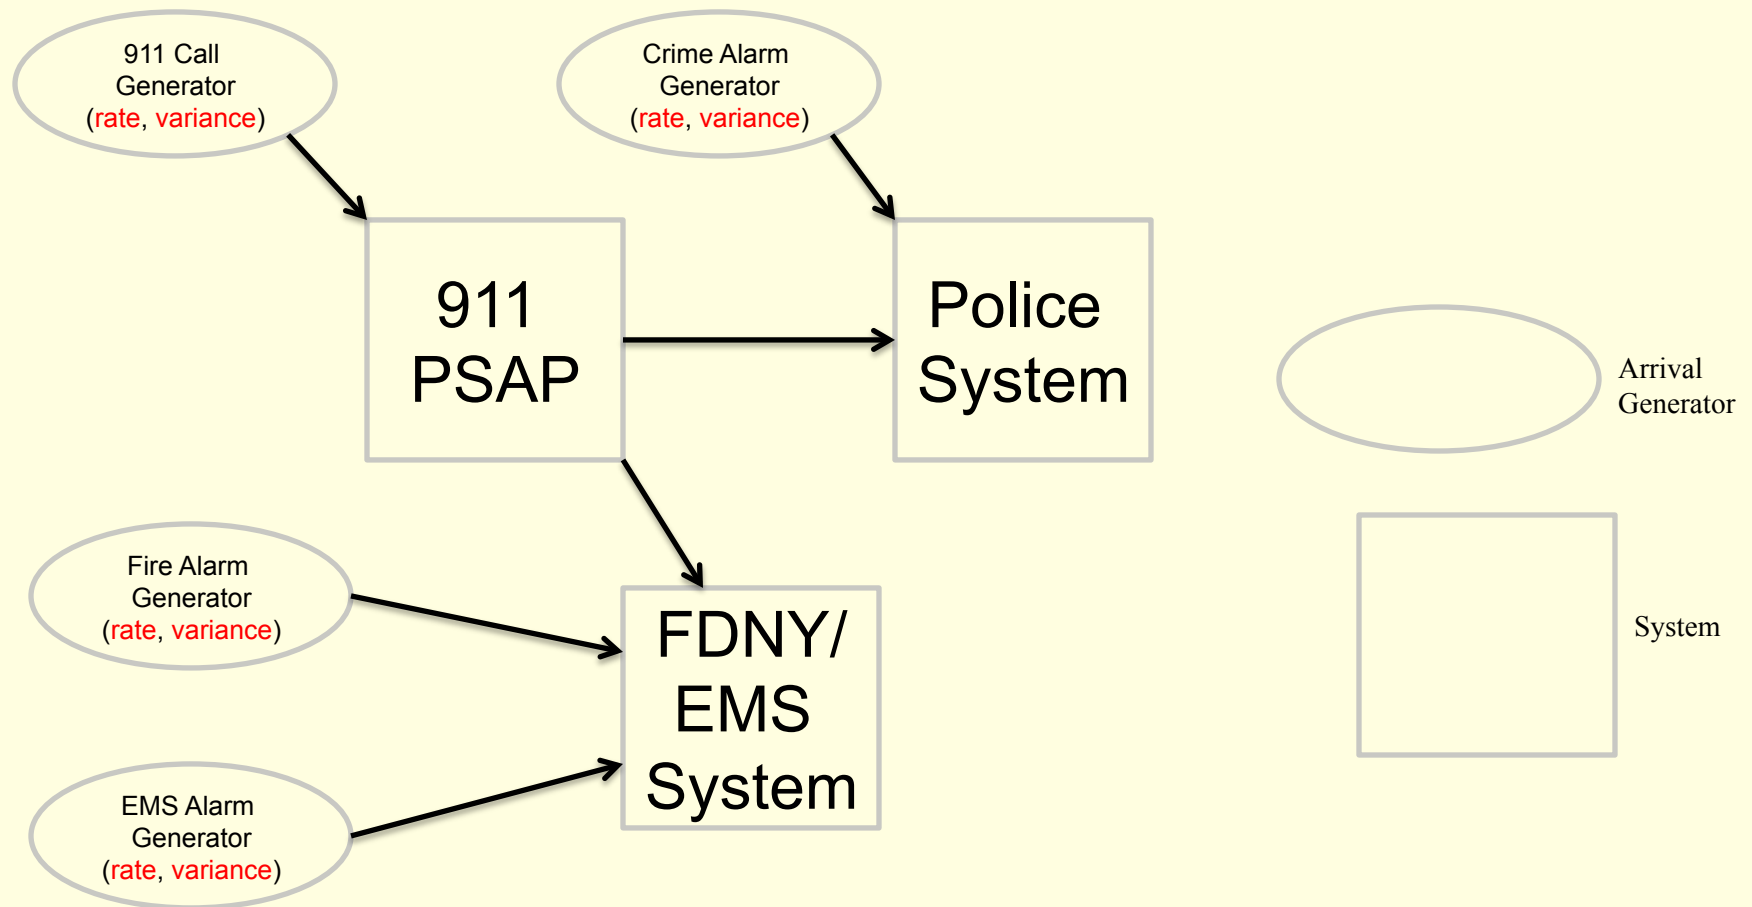 911 Call
Generator
(rate, variance)
Crime Alarm
Generator
(rate, variance)
911
PSAP
Police
System
Arrival
Generator
Fire Alarm
Generator
(rate, variance)
FDNY/
EMS
System
System
EMS Alarm
Generator
(rate, variance)